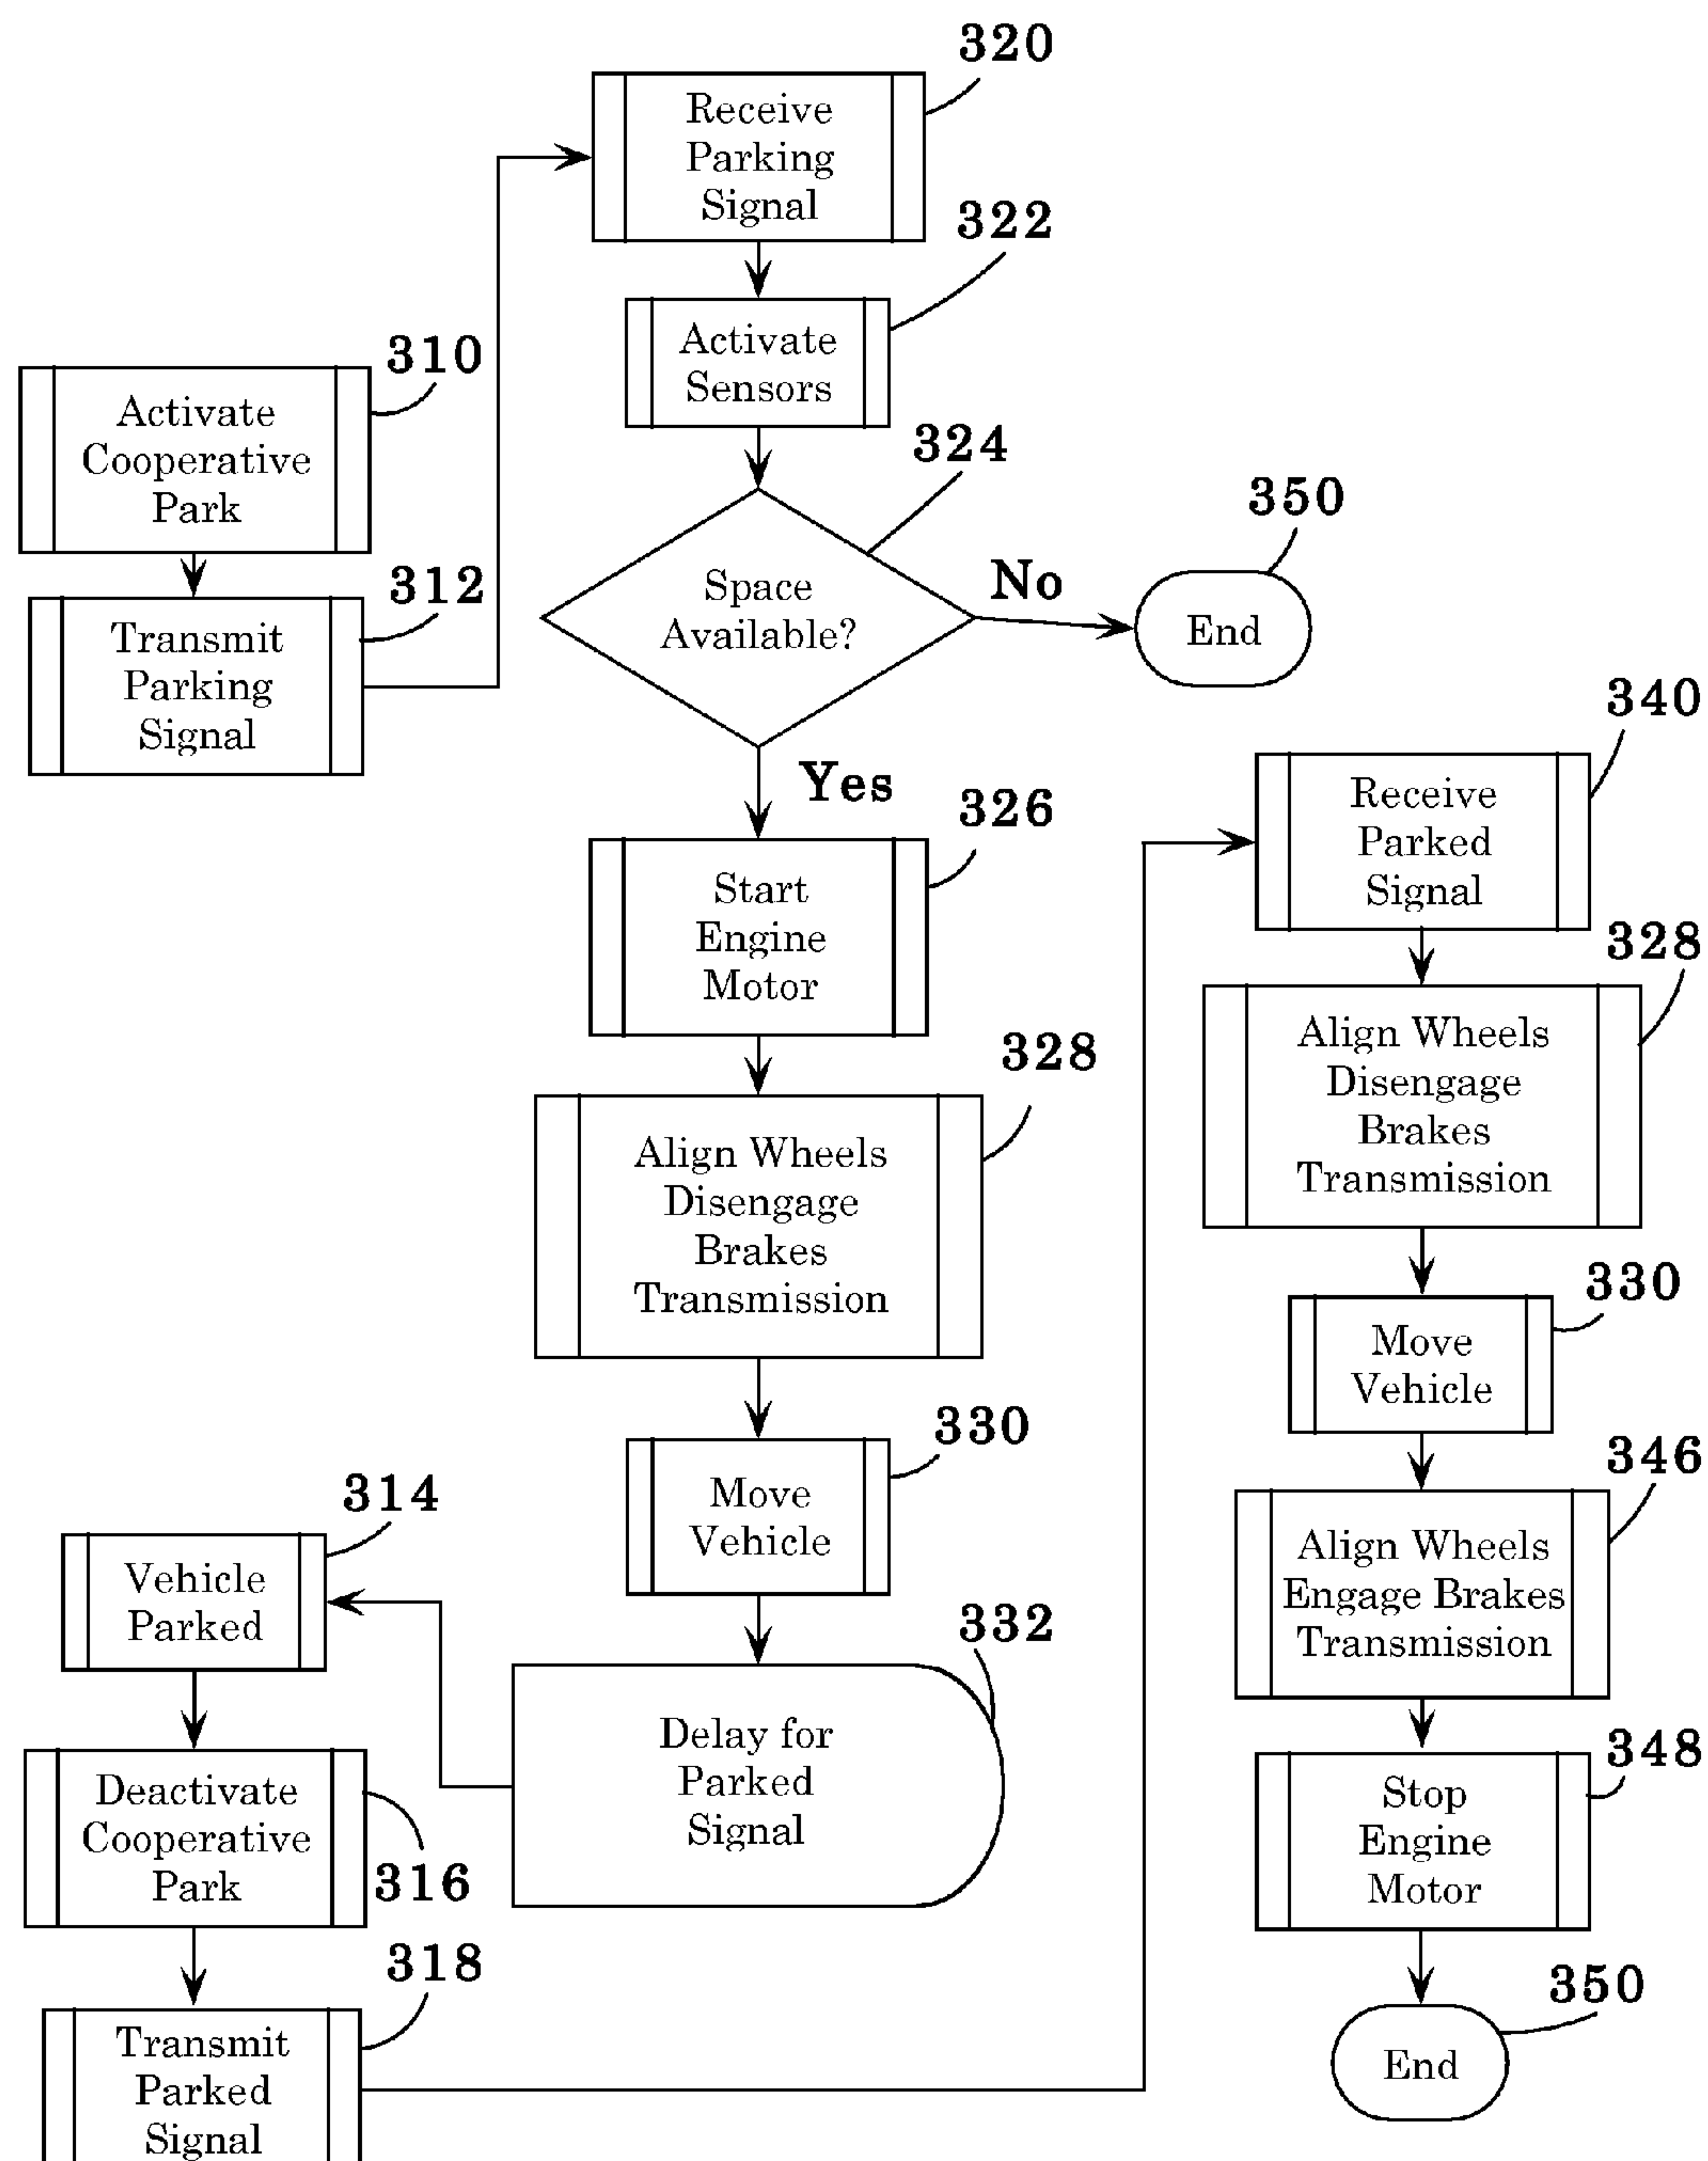 320
Receive
Parking
Signal
322
Activate
Sensors
310
Activate
Cooperative
Park
312
Transmit
Parking
Signal
324
Space
Available?
No
350
End
Yes
326
Start
Engine
Motor
328
Align Wheels
Disengage
Brakes
Transmission
330
Move
Vehicle
332
Delay for
Parked
Signal
314
Vehicle
Parked
Deactivate
Cooperative
Park
316
318
Transmit
Parked
Signal
340
Receive
Parked
Signal
328
Align Wheels
Disengage
Brakes
Transmission
330
Move
Vehicle
346
Align Wheels
Engage Brakes
Transmission
348
Stop
Engine
Motor
350
End